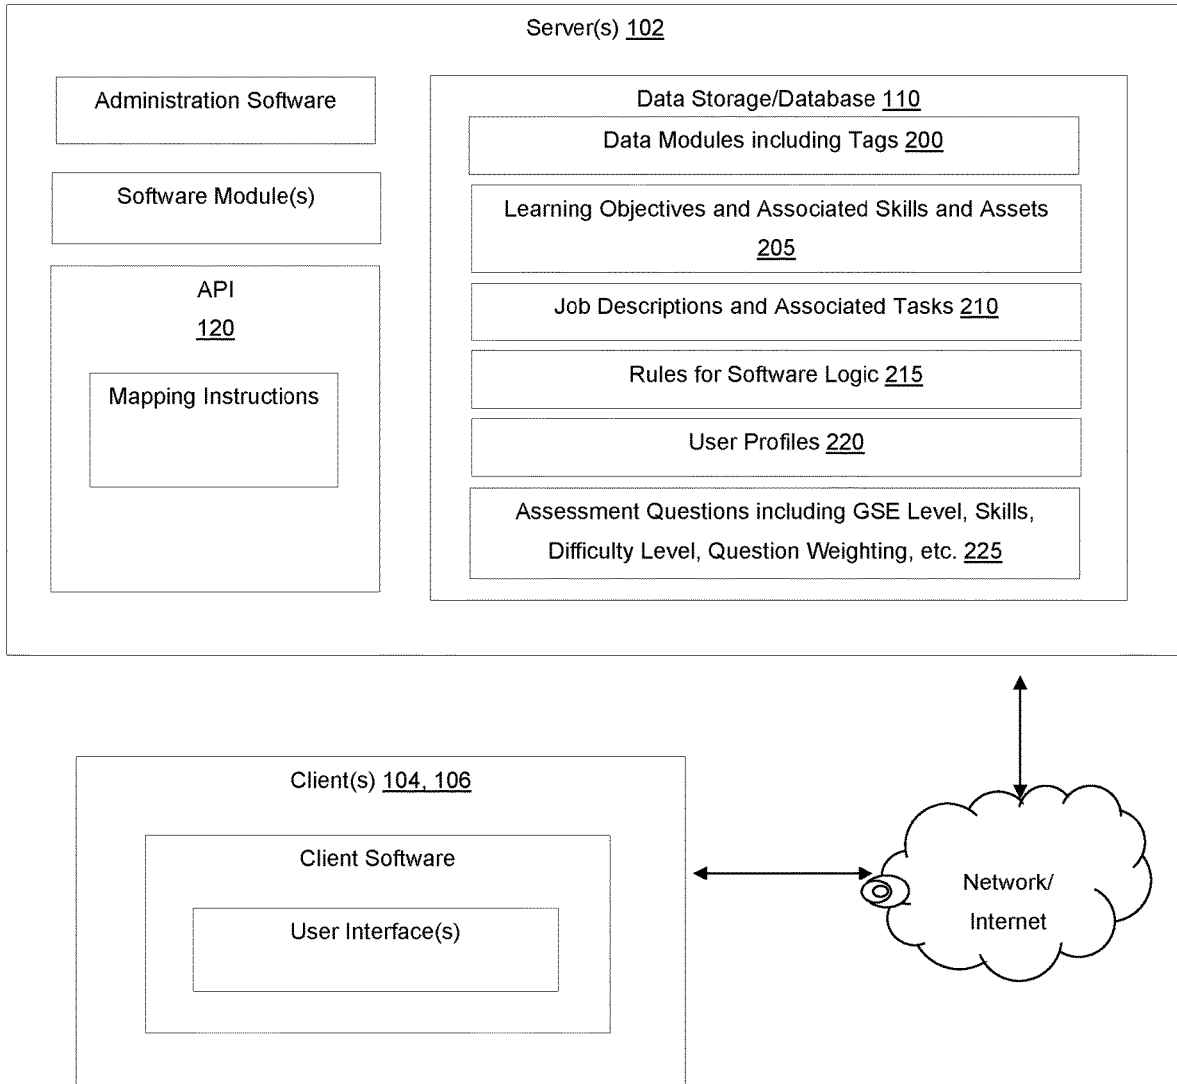 Server(s) 102
Administration Software
Software Module(s)
API
120
Mapping Instructions
Data Storage/Database 110
Data Modules including Tags 200
Learning Objectives and Associated Skills and Assets
205
Job Descriptions and Associated Tasks 210
Rules for Software Logic 215
User Profiles 220
Assessment Questions including GSE Level, Skills,
Difficulty Level, Question Weighting, etc. 225
Client(s) 104, 106
Client Software
User Interface(s)
Network/
Internet